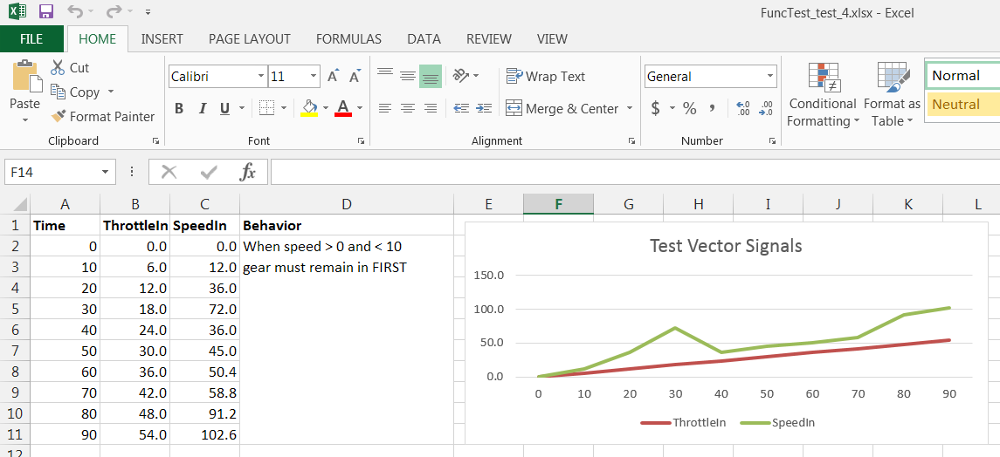 FuncTest_test_4.xlsx - Excel
FILE HOME INSERT PAGE LAYOUT FORMULAS DATA REVIEW VIEW
Paste
Cut
Copy
Format Painter
Clipboard
Calibri 11 A A
B I U A
Font
Wrap Text
Merge & Center
Alignment
General
$ % , .0 .00 .00 .0
Number
Conditional Formatting
Format as Table
Normal
Neutral
F14 fx
A B C D E F G H I J K L
1 Time ThrottleIn SpeedIn Behavior
2 0 0.0 0.0 When speed > 0 and < 10
3 10 6.0 12.0 gear must remain in FIRST
4 20 12.0 36.0
5 30 18.0 72.0
6 40 24.0 36.0
7 50 30.0 45.0
8 60 36.0 50.4
9 70 42.0 58.8
10 80 48.0 91.2
11 90 54.0 102.6
12
Test Vector Signals
150.0
100.0
50.0
0.0
0 10 20 30 40 50 60 70 80 90
ThrottleIn SpeedIn